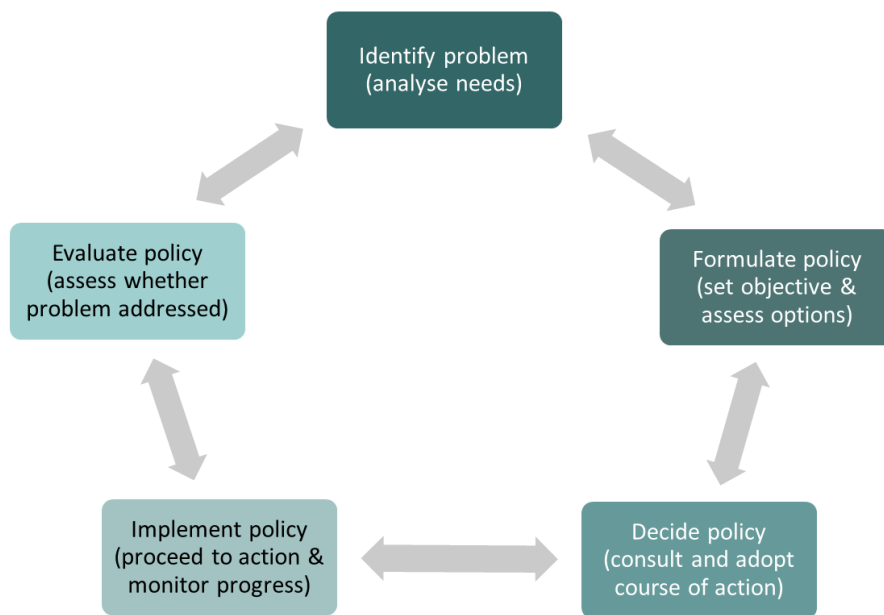 Identify problem
(analyse needs)
Formulate policy
(set objective &
assess options)
Decide policy
(consult and adopt
course of action)
Implement policy
(proceed to action &
monitor progress)
Evaluate policy
(assess whether
problem addressed)